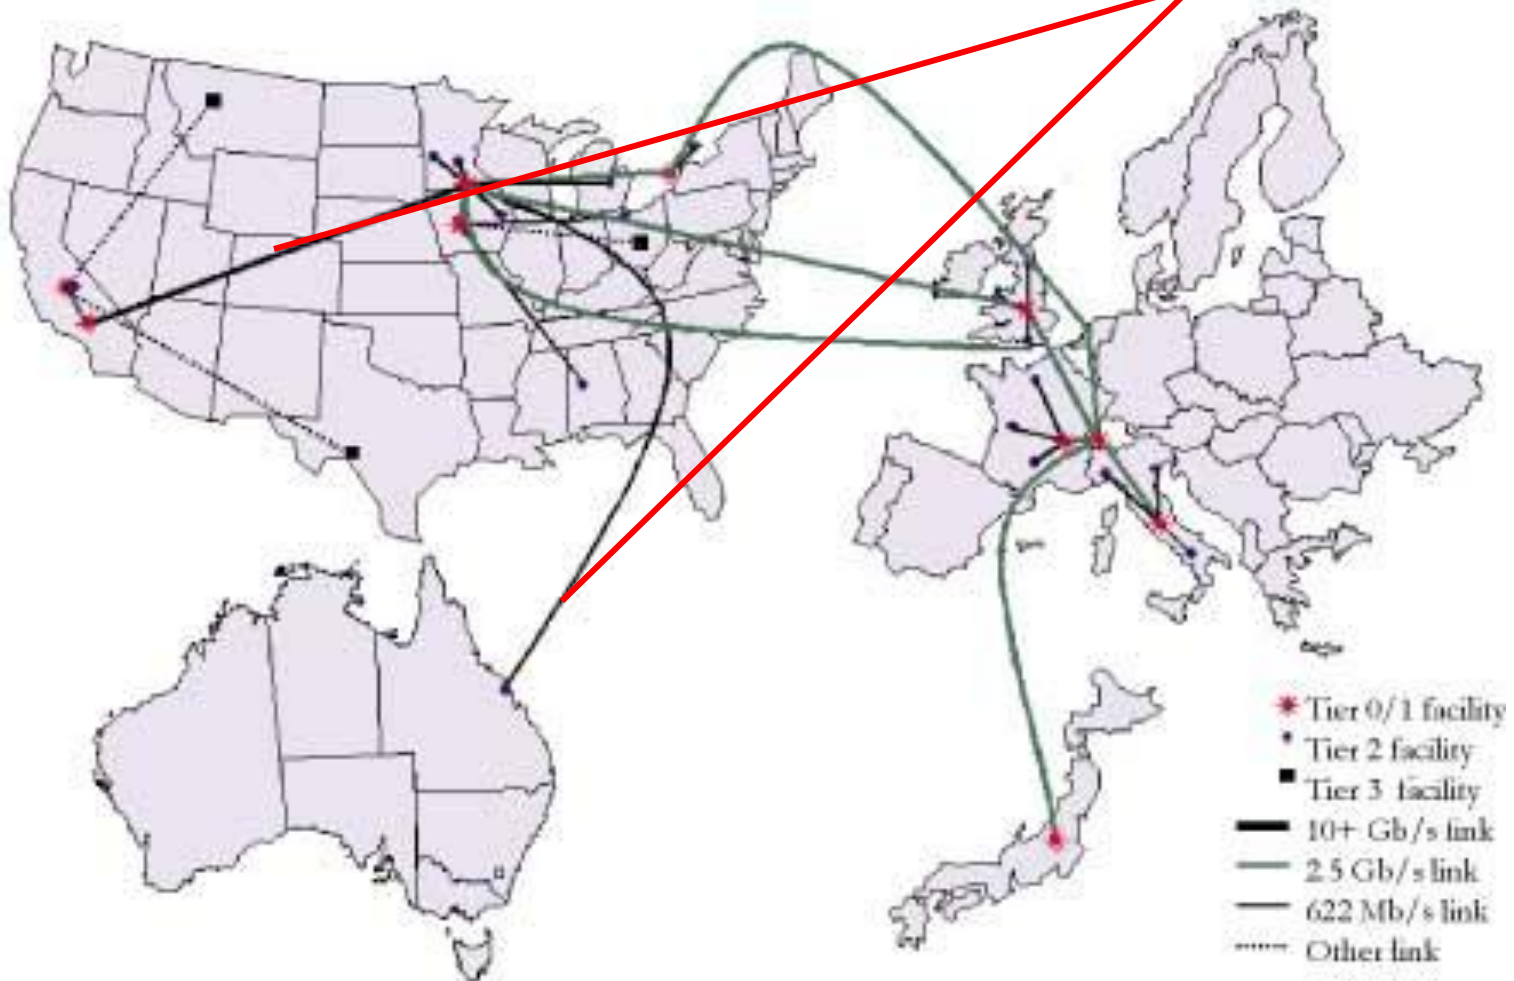 Tier 0/1 facility
Tier 2 facility
Tier 3 facility
10+ Gb/s link
2.5 Gb/s link
622 Mb/s link
Other link